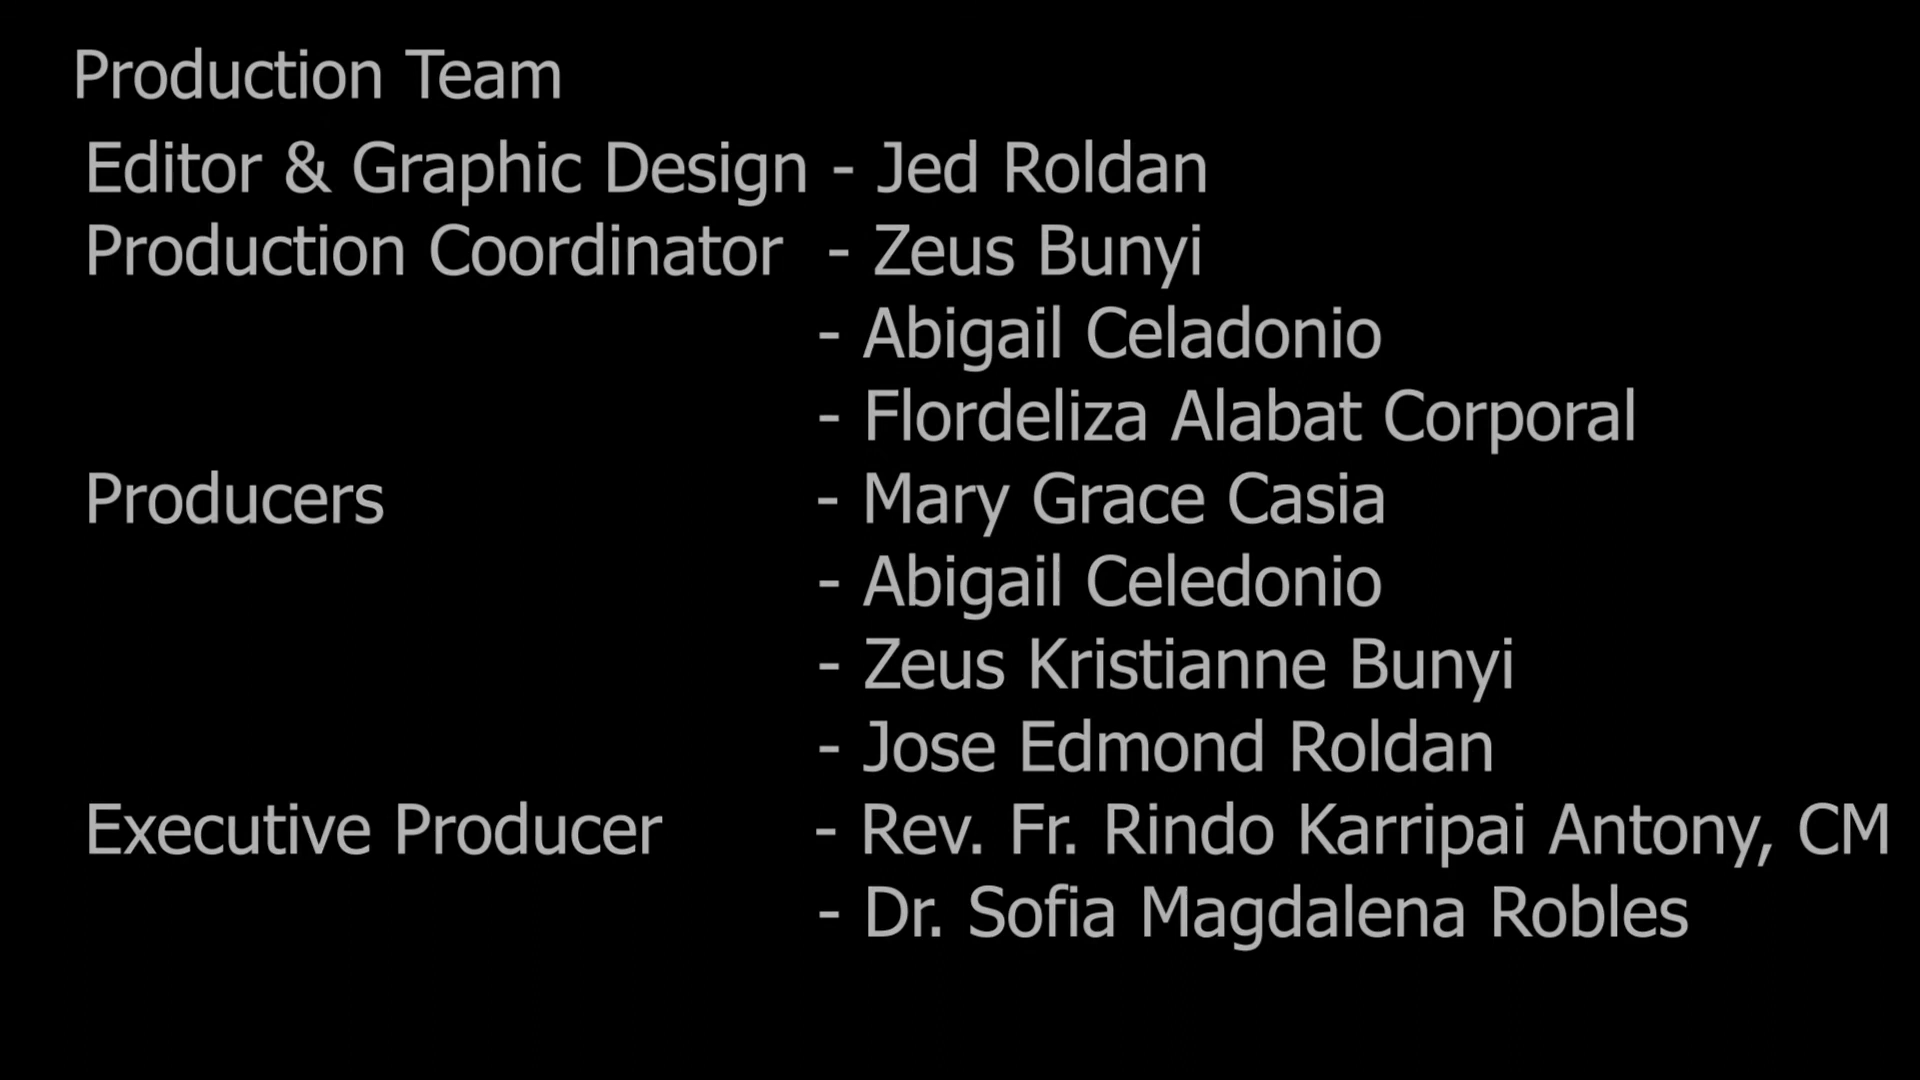 Production Team
Editor & Graphic Design - Jed Roldan
Production Coordinator - Zeus Bunyi
- Abigail Celadonio
- Flordeliza Alabat Corporal
Producers - Mary Grace Casia
- Abigail Celedonio
- Zeus Kristianne Bunyi
- Jose Edmond Roldan
Executive Producer - Rev. Fr. Rindo Karripai Antony, CM
- Dr. Sofia Magdalena Robles